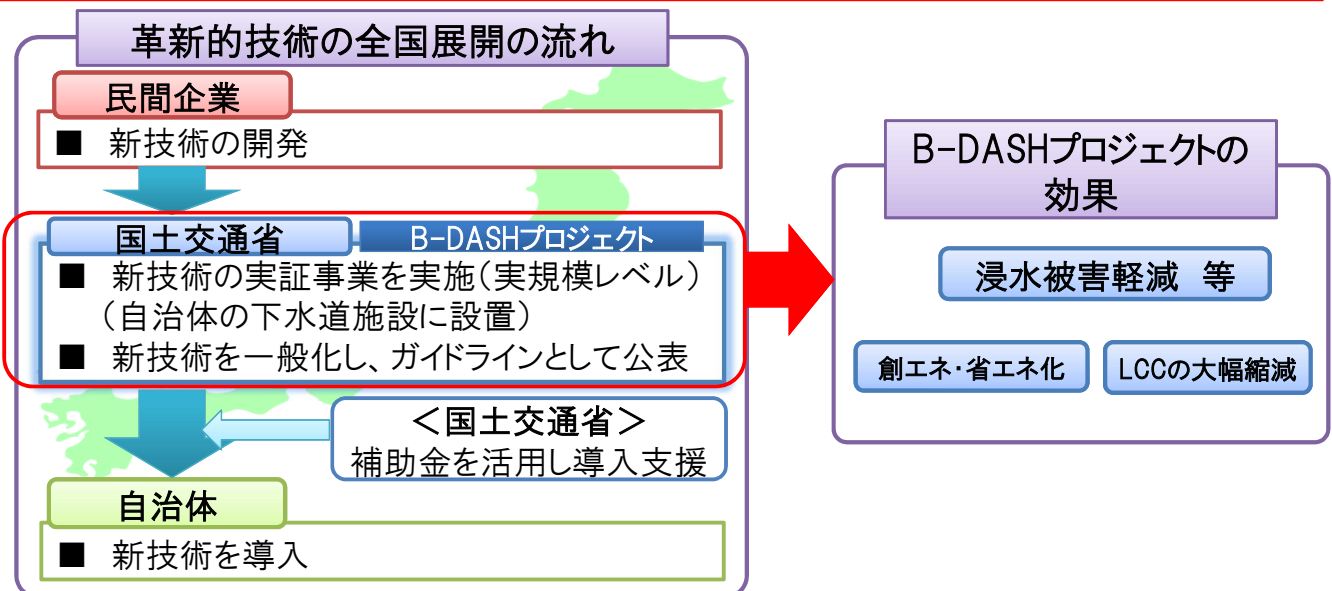 革新的技術の全国展開の流れ
民間企業
■ 新技術の開発
国土交通省
B-DASHプロジェクト
■ 新技術の実証事業を実施(実規模レベル)
(自治体の下水道施設に設置)
■ 新技術を一般化し、ガイドラインとして公表
<国土交通省>
補助金を活用し導入支援
自治体
■ 新技術を導入
B-DASHプロジェクトの
効果
浸水被害軽減 等
創エネ・省エネ化
LCCの大幅縮減